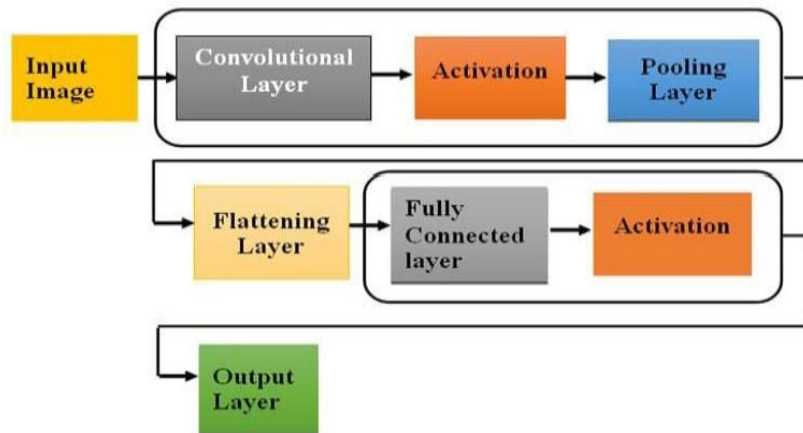 Input
Image
Convolutional
Layer
Activation
Pooling
Layer
Flattening
Layer
Fully
Connected
layer
Activation
Output
Layer